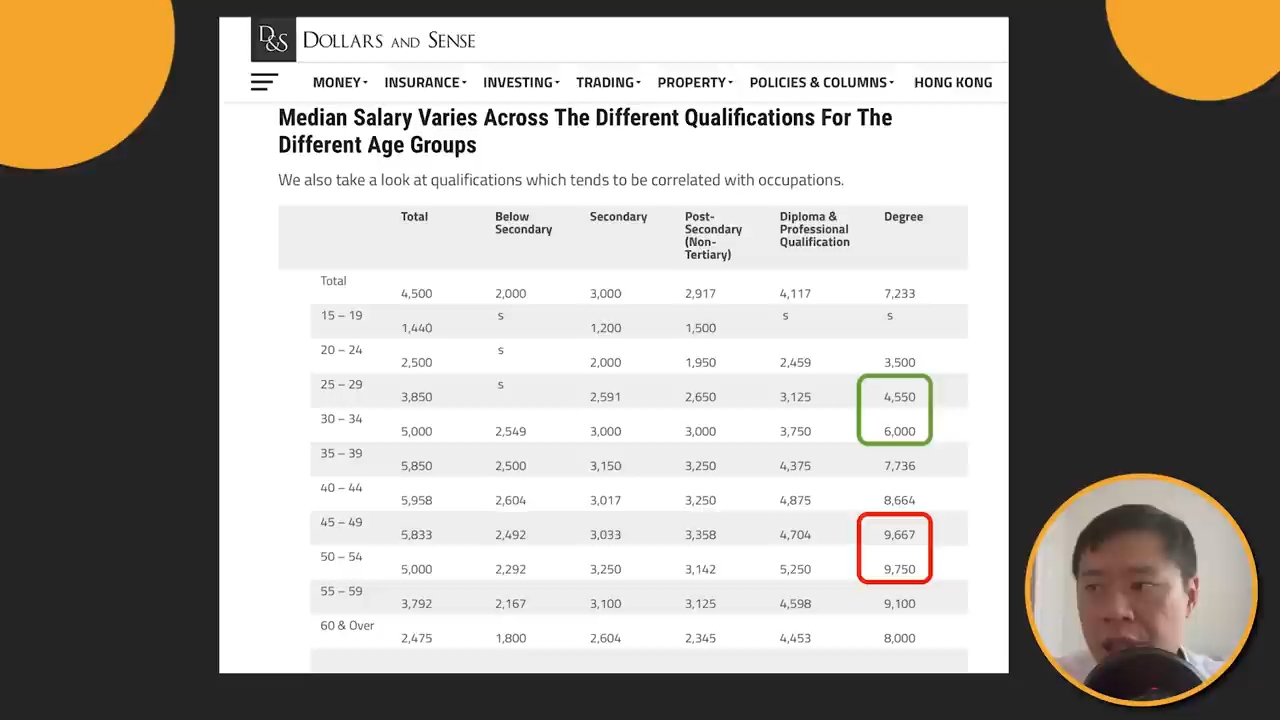 D&S DOLLARS AND SENSE
MONEY INSURANCE INVESTING TRADING PROPERTY POLICIES & COLUMNS HONG KONG
Median Salary Varies Across The Different Qualifications For The
Different Age Groups
We also take a look at qualifications which tends to be correlated with occupations.
Total Below Secondary Secondary Post-Secondary (Non-Tertiary) Diploma & Professional Qualification Degree
Total 4,500 2,000 3,000 2,917 4,117 7,233
15 – 19 1,440 s 1,200 1,500 s s
20 – 24 2,500 s 2,000 1,950 2,459 3,500
25 – 29 3,850 s 2,591 2,650 3,125 4,550
30 – 34 5,000 2,549 3,000 3,000 3,750 6,000
35 – 39 5,850 2,500 3,150 3,250 4,375 7,736
40 – 44 5,958 2,604 3,017 3,250 4,875 8,664
45 – 49 5,833 2,492 3,033 3,358 4,704 9,667
50 – 54 5,000 2,292 3,250 3,142 5,250 9,750
55 – 59 3,792 2,167 3,100 3,125 4,598 9,100
60 & Over 2,475 1,800 2,604 2,345 4,453 8,000